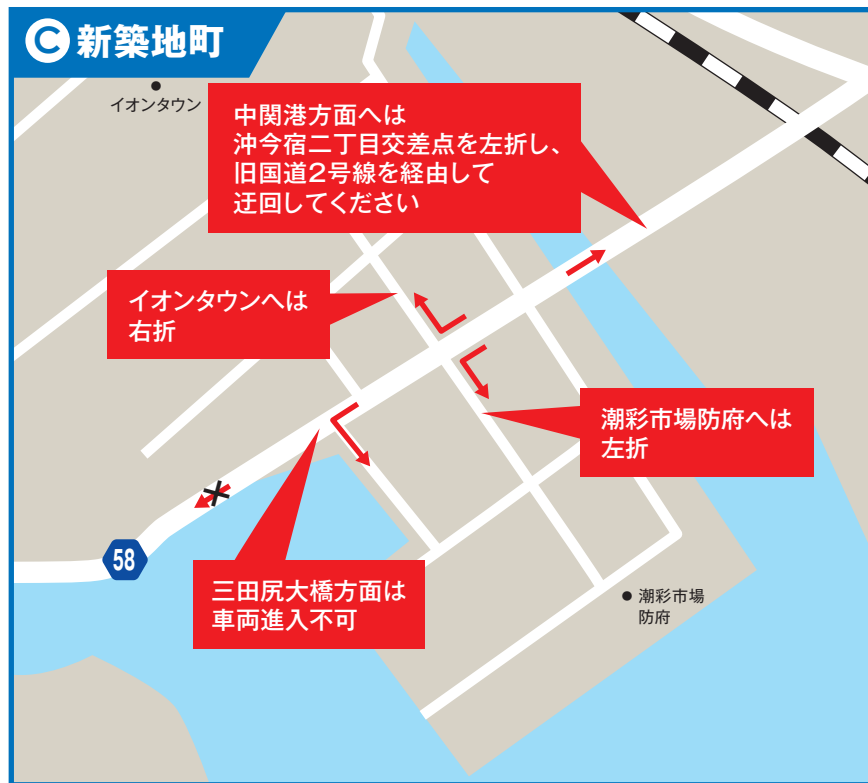 C 新築地町
イオンタウン
中関港方面へは
沖今宿二丁目交差点を左折し、
旧国道2号線を経由して
迂回してください
イオンタウンへは
右折
潮彩市場防府へは
左折
58
三田尻大橋方面は
車両進入不可
潮彩市場
防府